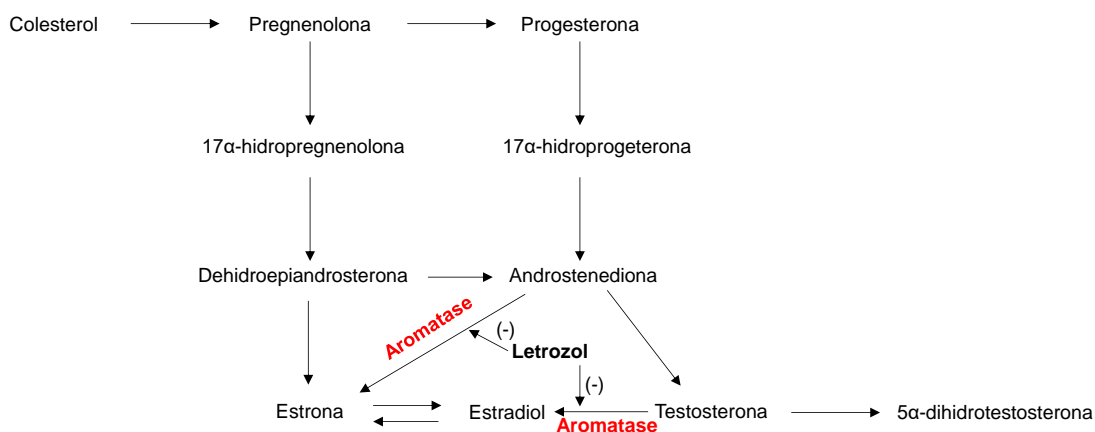 Colesterol
Pregnenolona
Progesterona
17α-hidropregnenolona
17α-hidroprogeterona
Dehidroepiandrosterona
Androstenediona
Aromatase
(-)
Letrozol
(-)
Estrona
Estradiol
Aromatase
Testosterona
5α-dihidrotestosterona